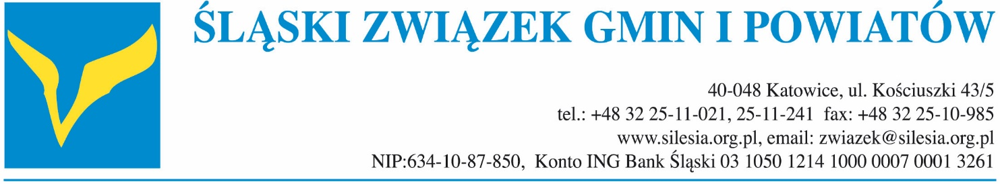 ŚLĄSKI ZWIĄZEK GMIN I POWIATÓW
40-048 Katowice, ul. Kościuszki 43/5
tel.: +48 32 25-11-021, 25-11-241 fax: +48 32 25-10-985
www.silesia.org.pl, email: zwiazek@silesia.org.pl
NIP:634-10-87-850, Konto ING Bank Śląski 03 1050 1214 1000 0007 0001 3261